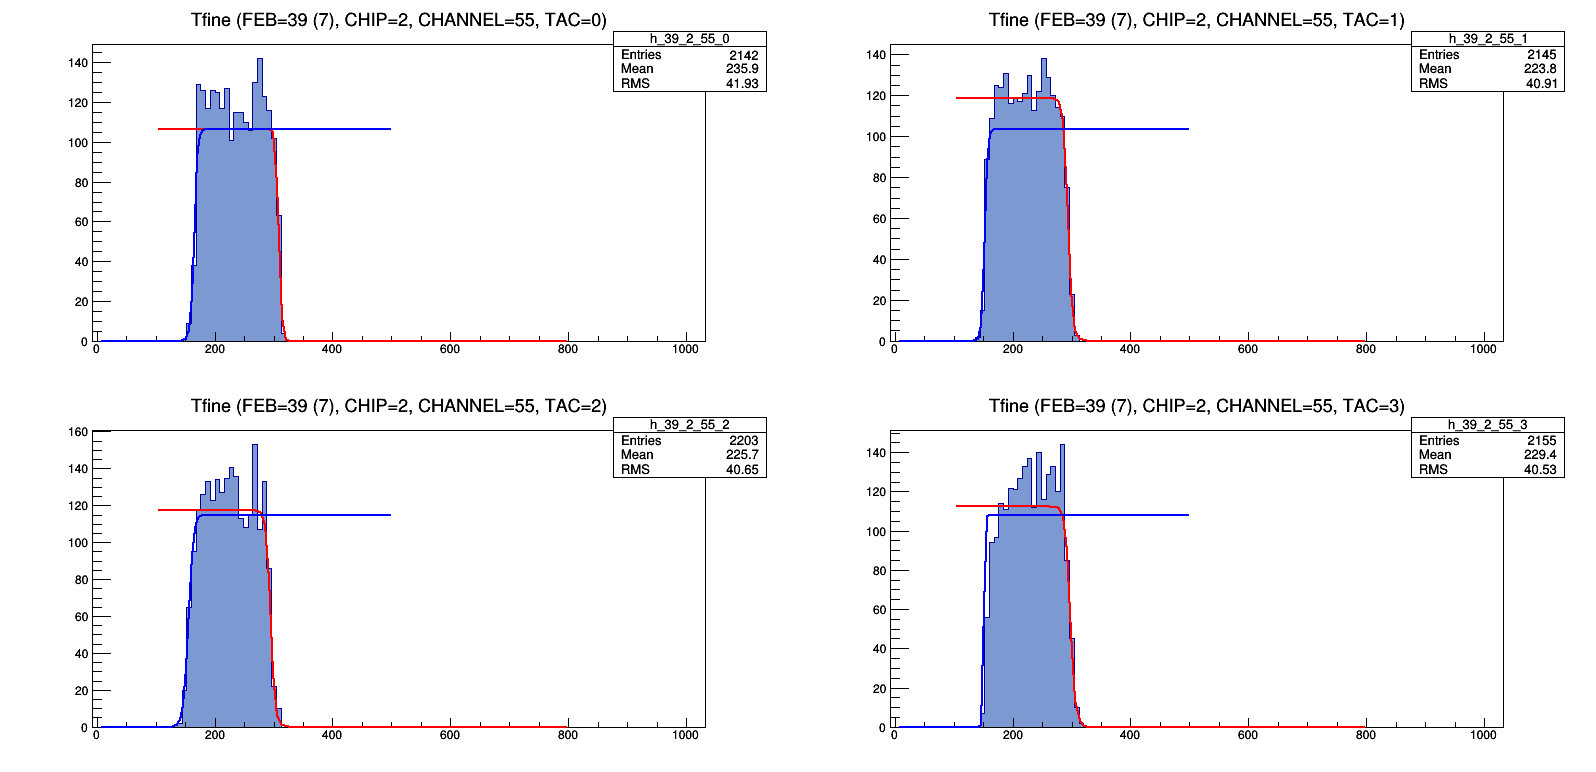 Tfine (FEB=39 (7), CHIP=2, CHANNEL=55, TAC=0)
h_39_2_55_0
Entries 2142
Mean 235.9
RMS 41.93
140
120
100
80
60
40
20
0
0 200 400 600 800 1000
Tfine (FEB=39 (7), CHIP=2, CHANNEL=55, TAC=1)
h_39_2_55_1
Entries 2145
Mean 223.8
RMS 40.91
140
120
100
80
60
40
20
0
0 200 400 600 800 1000
Tfine (FEB=39 (7), CHIP=2, CHANNEL=55, TAC=2)
h_39_2_55_2
Entries 2203
Mean 225.7
RMS 40.65
160
140
120
100
80
60
40
20
0
0 200 400 600 800 1000
Tfine (FEB=39 (7), CHIP=2, CHANNEL=55, TAC=3)
h_39_2_55_3
Entries 2155
Mean 229.4
RMS 40.53
140
120
100
80
60
40
20
0
0 200 400 600 800 1000